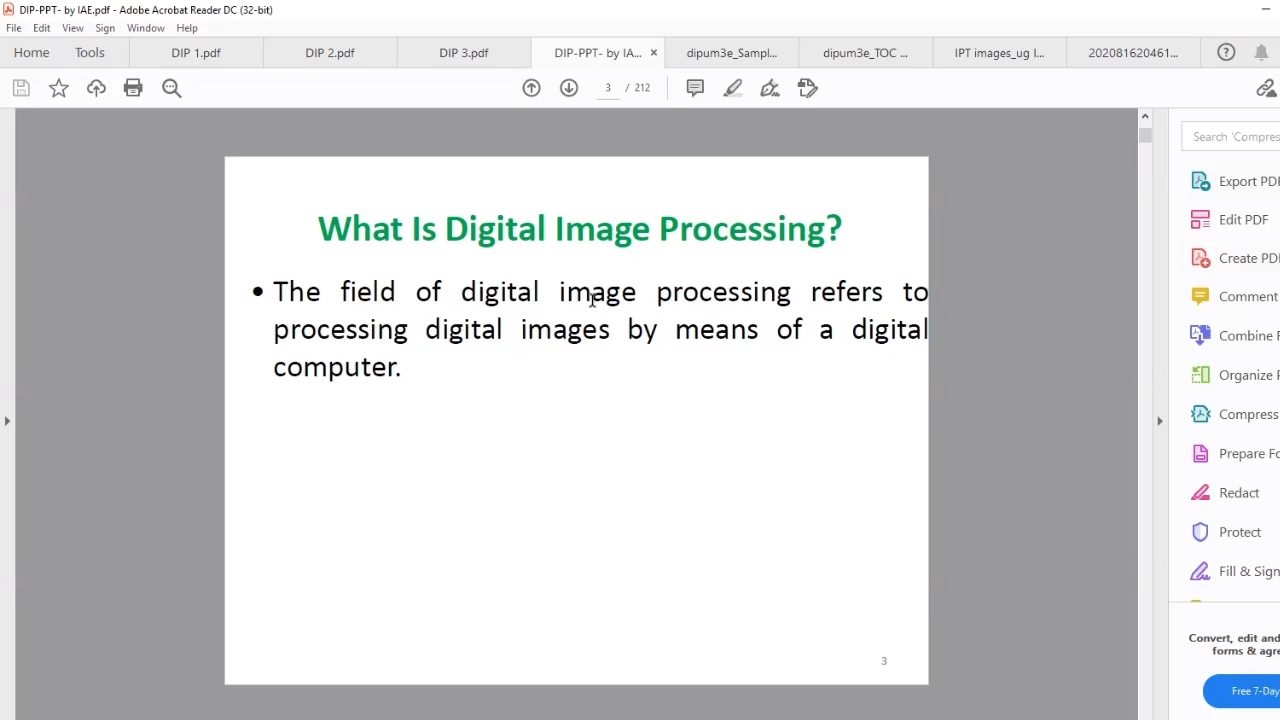 DIP-PPT- by IAE.pdf - Adobe Acrobat Reader DC (32-bit)
File Edit View Sign Window Help
Home Tools DIP 1.pdf DIP 2.pdf DIP 3.pdf DIP-PPT- by IA... × dipum3e_Sampl... dipum3e_TOC ... IPT images_ug I... 202081620461...
3 / 212
Search 'Compres
Export PDF
Edit PDF
Create PDF
Comment
Combine F
Organize P
Compress
Prepare Fo
Redact
Protect
Fill & Sign
Convert, edit and
forms & agre
Free 7-Day
What Is Digital Image Processing?
• The field of digital image processing refers to
processing digital images by means of a digital
computer.
3